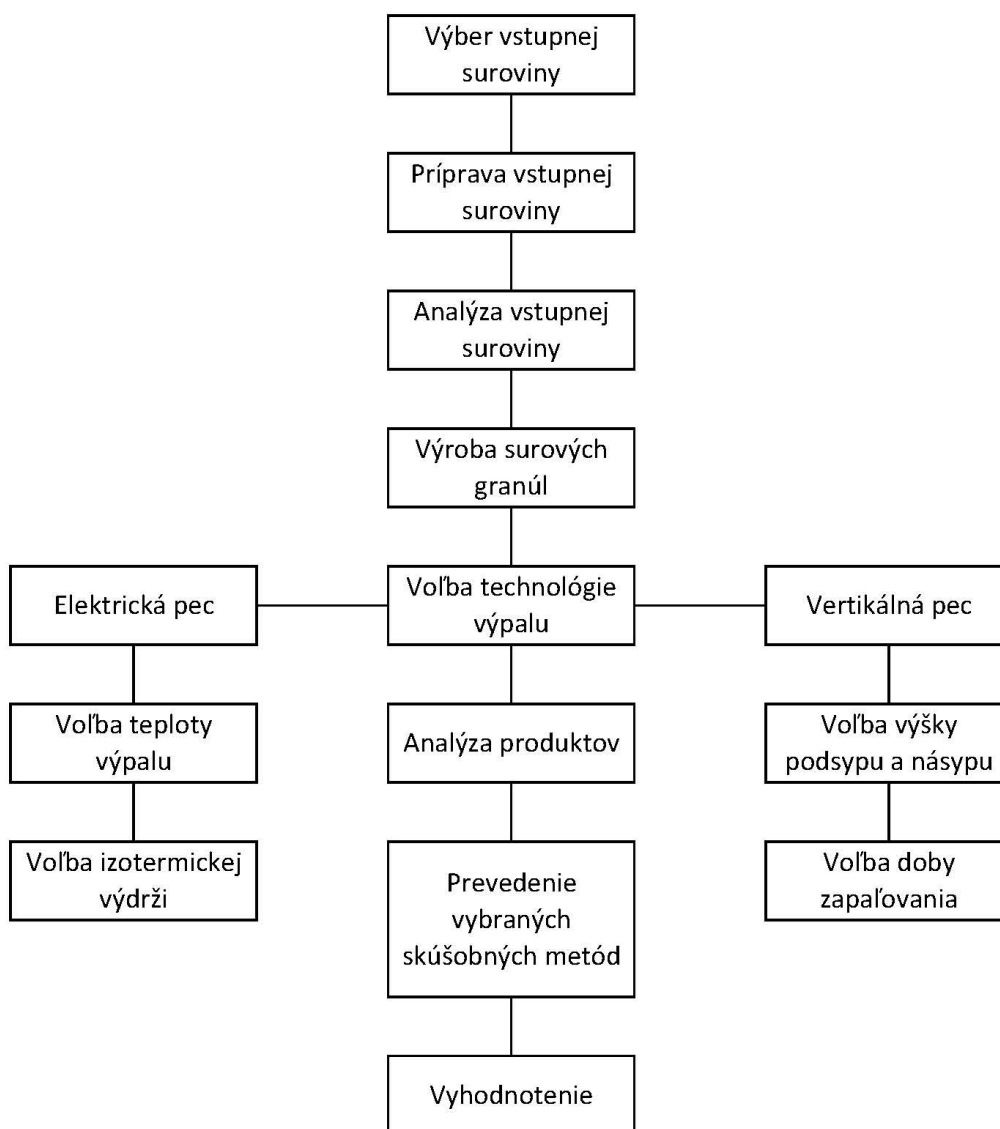 Výber vstupnej
suroviny
Príprava vstupnej
suroviny
Analýza vstupnej
suroviny
Výroba surových
granúl
Elektrická pec
Voľba technológie
výpalu
Vertikálná pec
Voľba teploty
výpalu
Analýza produktov
Voľba výšky
podsypu a násypu
Voľba izotermickej
výdrži
Prevedenie
vybraných
skúšobných metód
Voľba doby
zapaľovania
Vyhodnotenie